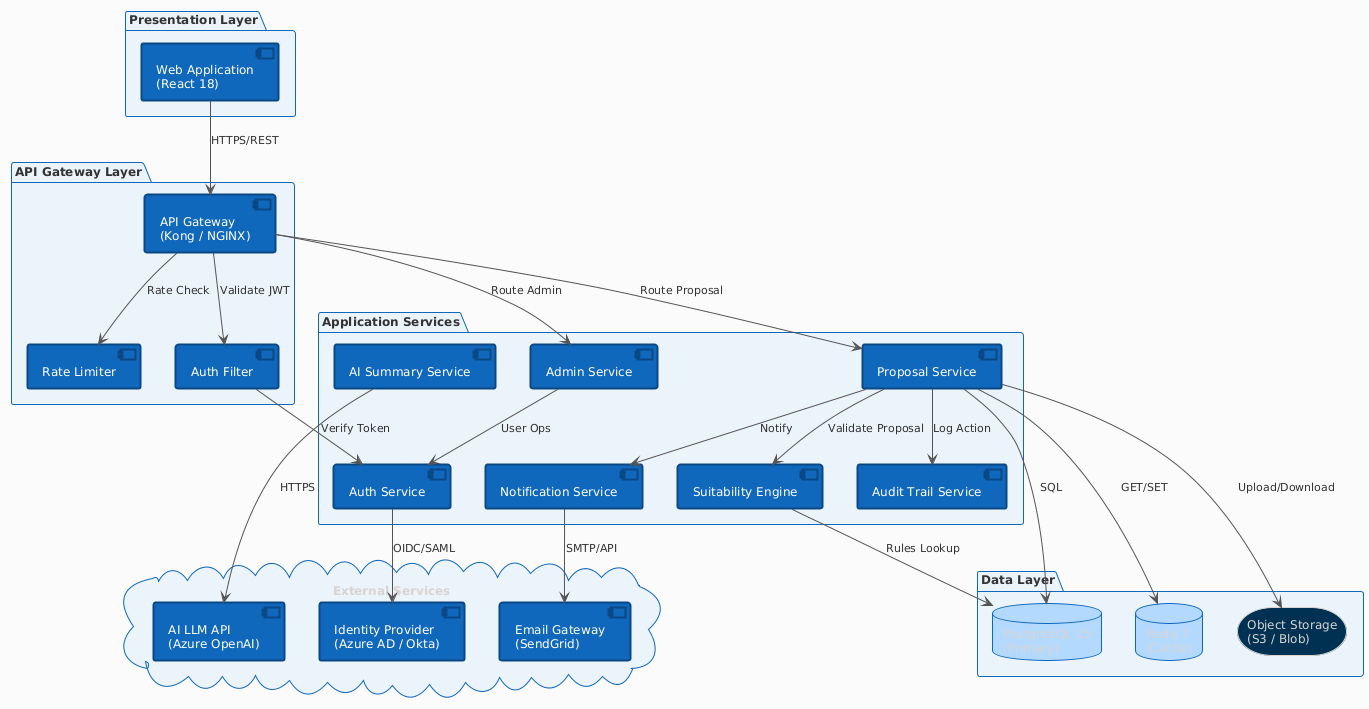 Presentation Layer
Web Application
(React 18)
HTTPS/REST
API Gateway Layer
API Gateway
(Kong / NGINX)
Rate Check
Validate JWT
Route Admin
Route Proposal
Rate Limiter
Auth Filter
Application Services
AI Summary Service
Admin Service
Proposal Service
Verify Token
User Ops
Notify
Validate Proposal
Log Action
Auth Service
Notification Service
Suitability Engine
Audit Trail Service
HTTPS
SQL
GET/SET
Upload/Download
OIDC/SAML
SMTP/API
Rules Lookup
External Services
AI LLM API
(Azure OpenAI)
Identity Provider
(Azure AD / Okta)
Email Gateway
(SendGrid)
Data Layer
Object Storage
(S3 / Blob)